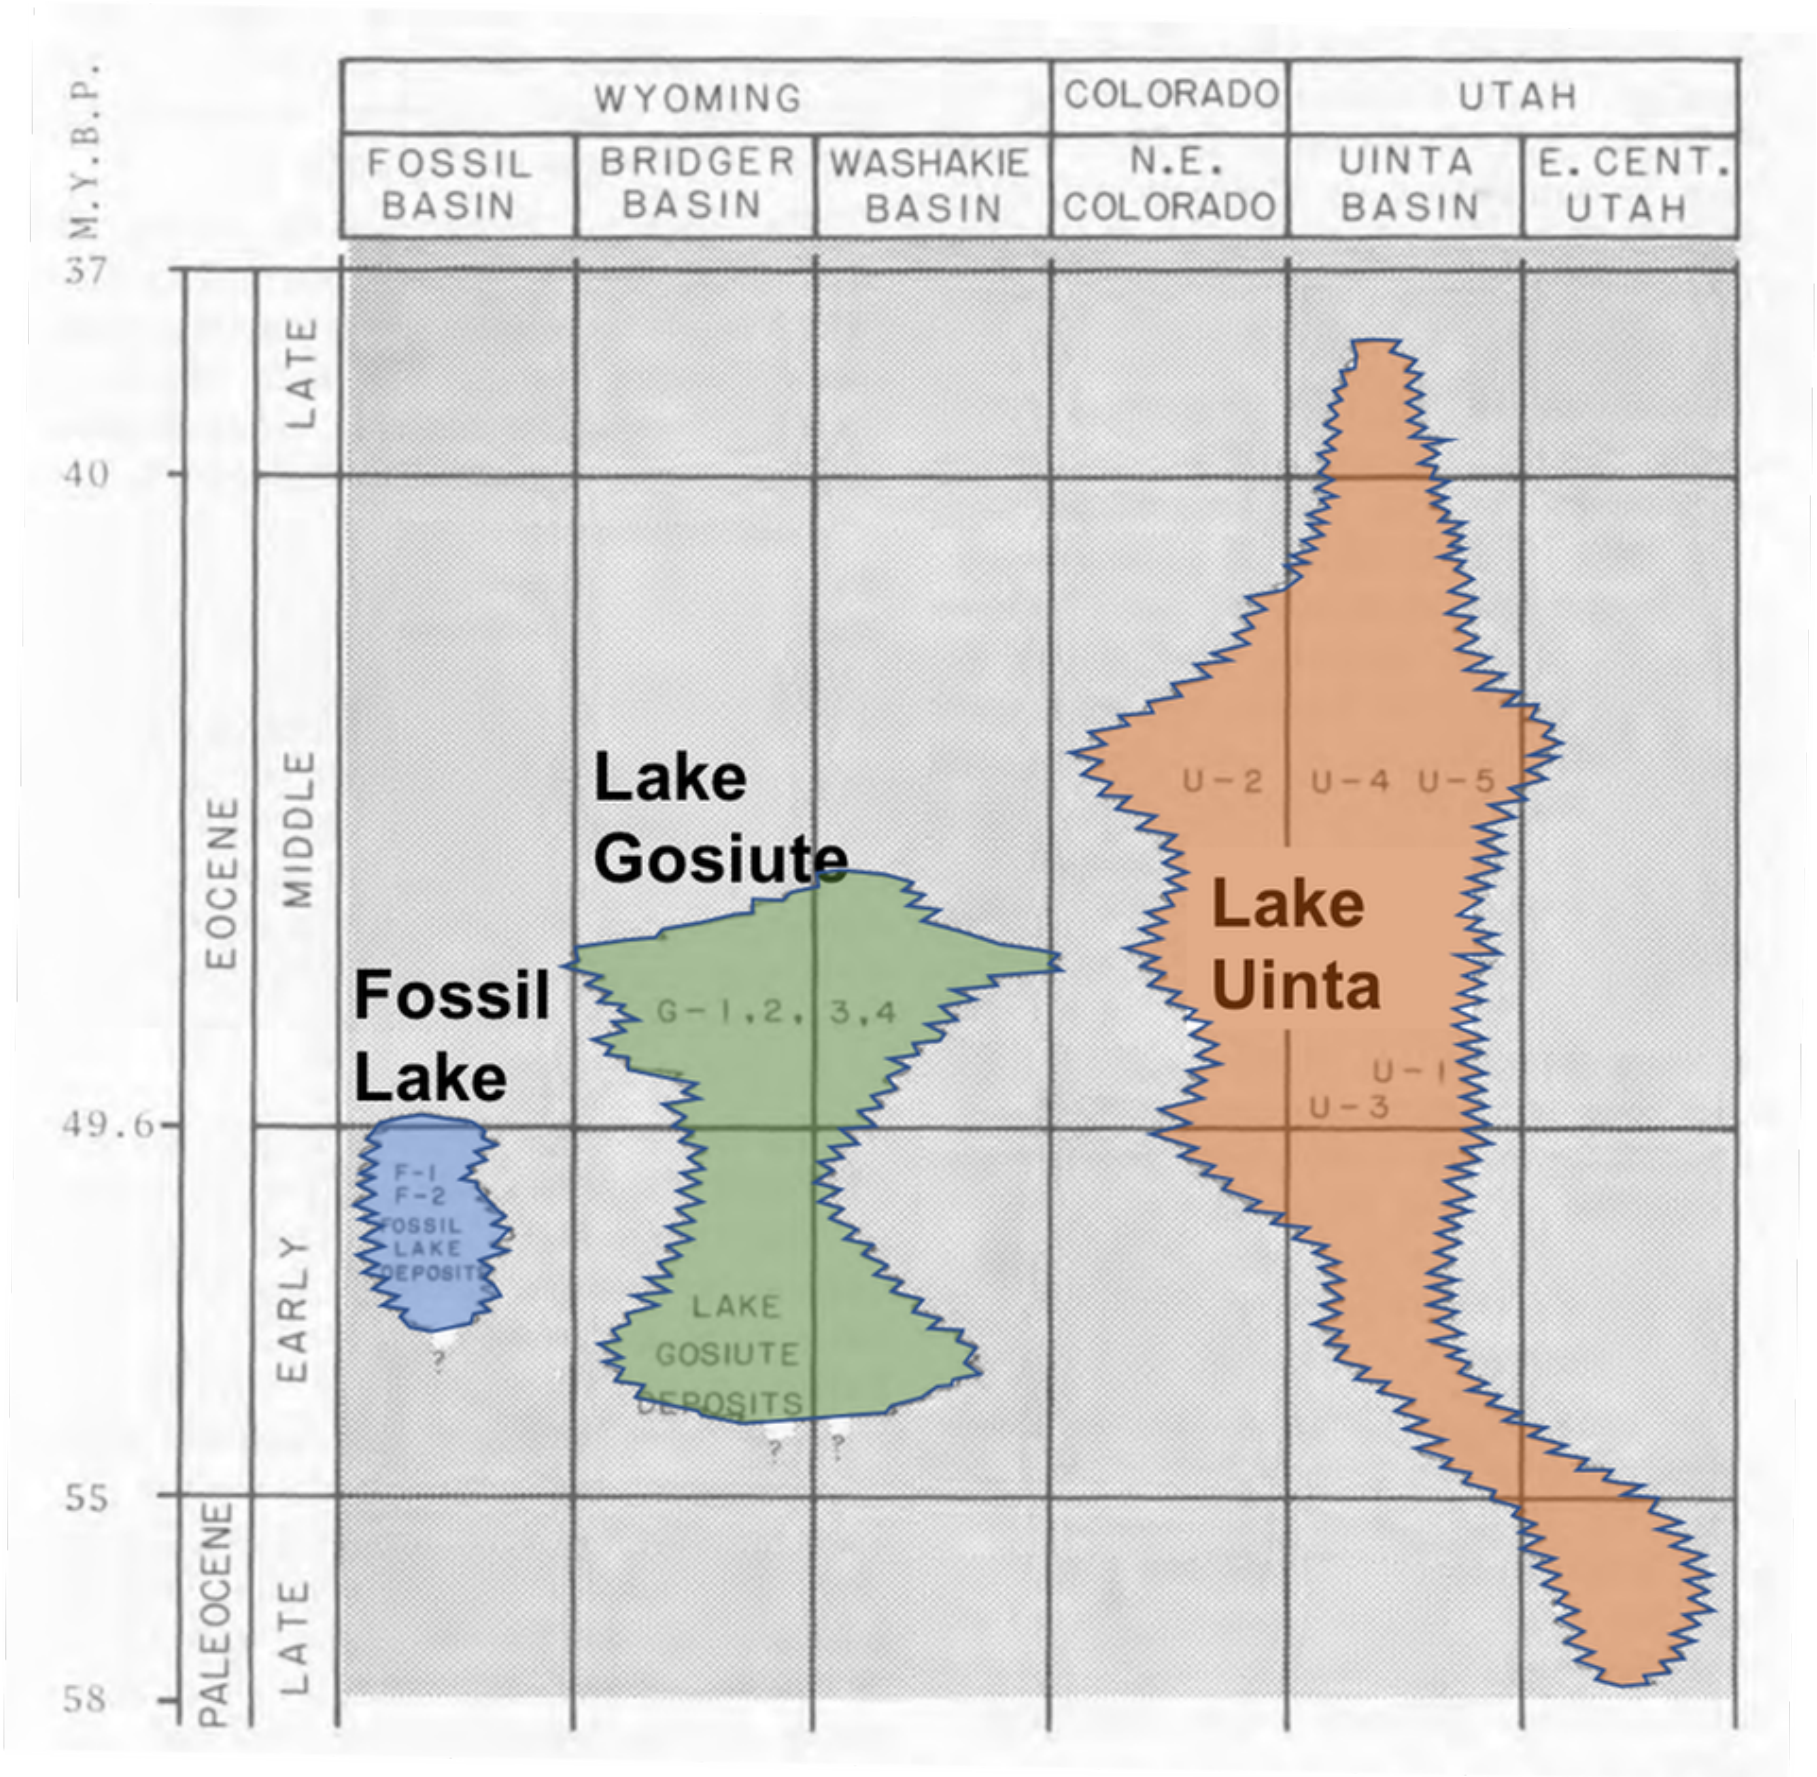 M.Y.B.P.
WYOMING
COLORADO
UTAH
FOSSIL
BASIN
BRIDGER
BASIN
WASHAKIE
BASIN
N.E.
COLORADO
UINTA
BASIN
E.CENT.
UTAH
37
40
49.6
55
58
EOCENE
PALEOCENE
LATE
MIDDLE
EARLY
LATE
Fossil
Lake
F-1
F-2
FOSSIL
LAKE
DEPOSITS
?
Lake
Gosiute
G-1,2, 3,4
LAKE
GOSIUTE
DEPOSITS
? ?
U-2 U-4 U-5
Lake
Uinta
U-1
U-3